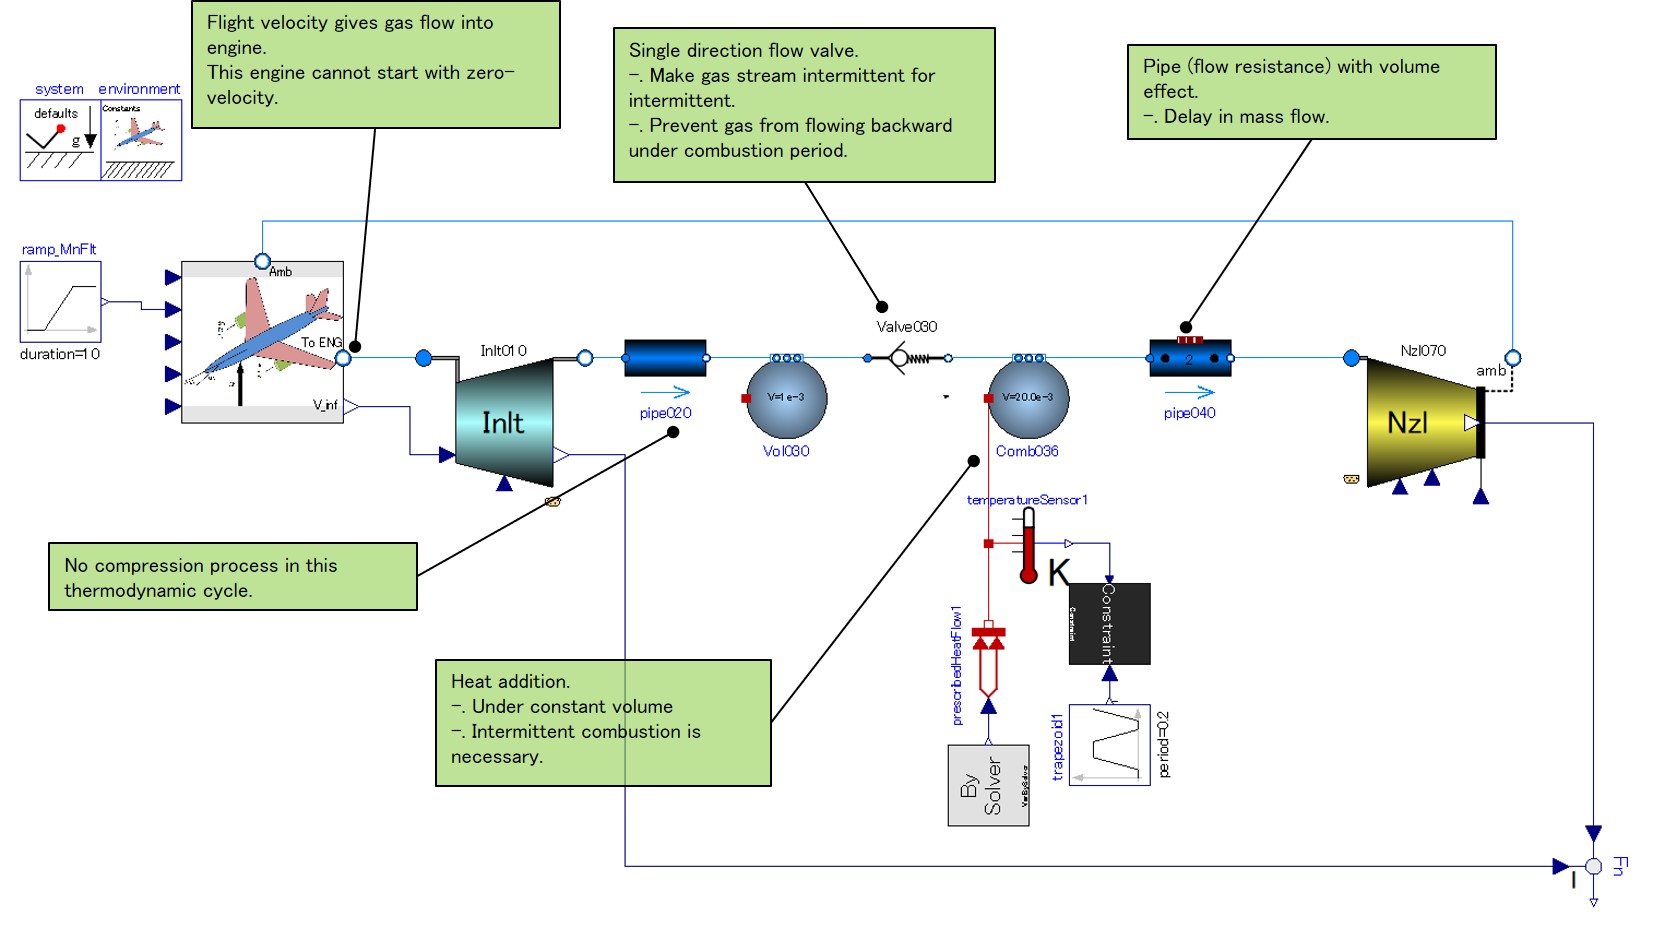 Flight velocity gives gas flow into
engine.
This engine cannot start with zero-
velocity.
Single direction flow valve.
-. Make gas stream intermittent for
intermittent.
-. Prevent gas from flowing backward
under combustion period.
Pipe (flow resistance) with volume
effect.
-. Delay in mass flow.
system
environment
defaults
g
Constants
ramp_MnFlt
duration=10
Amb
To ENG
V_inf
Inlt010
Inlt
pipe020
V=1e-3
Vol030
Valve030
V=20.0e-3
Comb036
2
pipe040
Nzl070
amb
Nzl
No compression process in this
thermodynamic cycle.
temperatureSensor1
K
Constraint
Constraint
prescribedHeatFlow1
Heat addition.
-. Under constant volume
-. Intermittent combustion is
necessary.
trapezoid1
period=0.2
By
Solver
VarBySolver
Fn